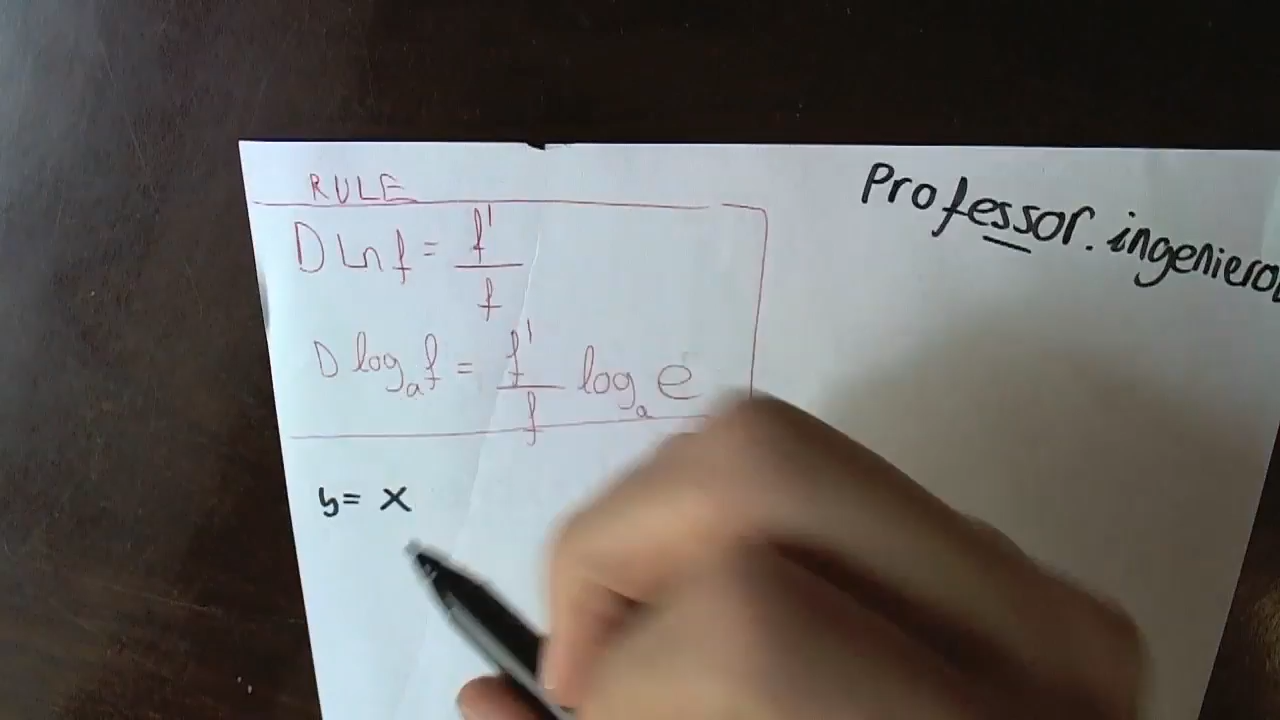 RULE
D Ln f = f'/f
D log_a f = f'/f log_a e
y = x
Professor.ingeniero